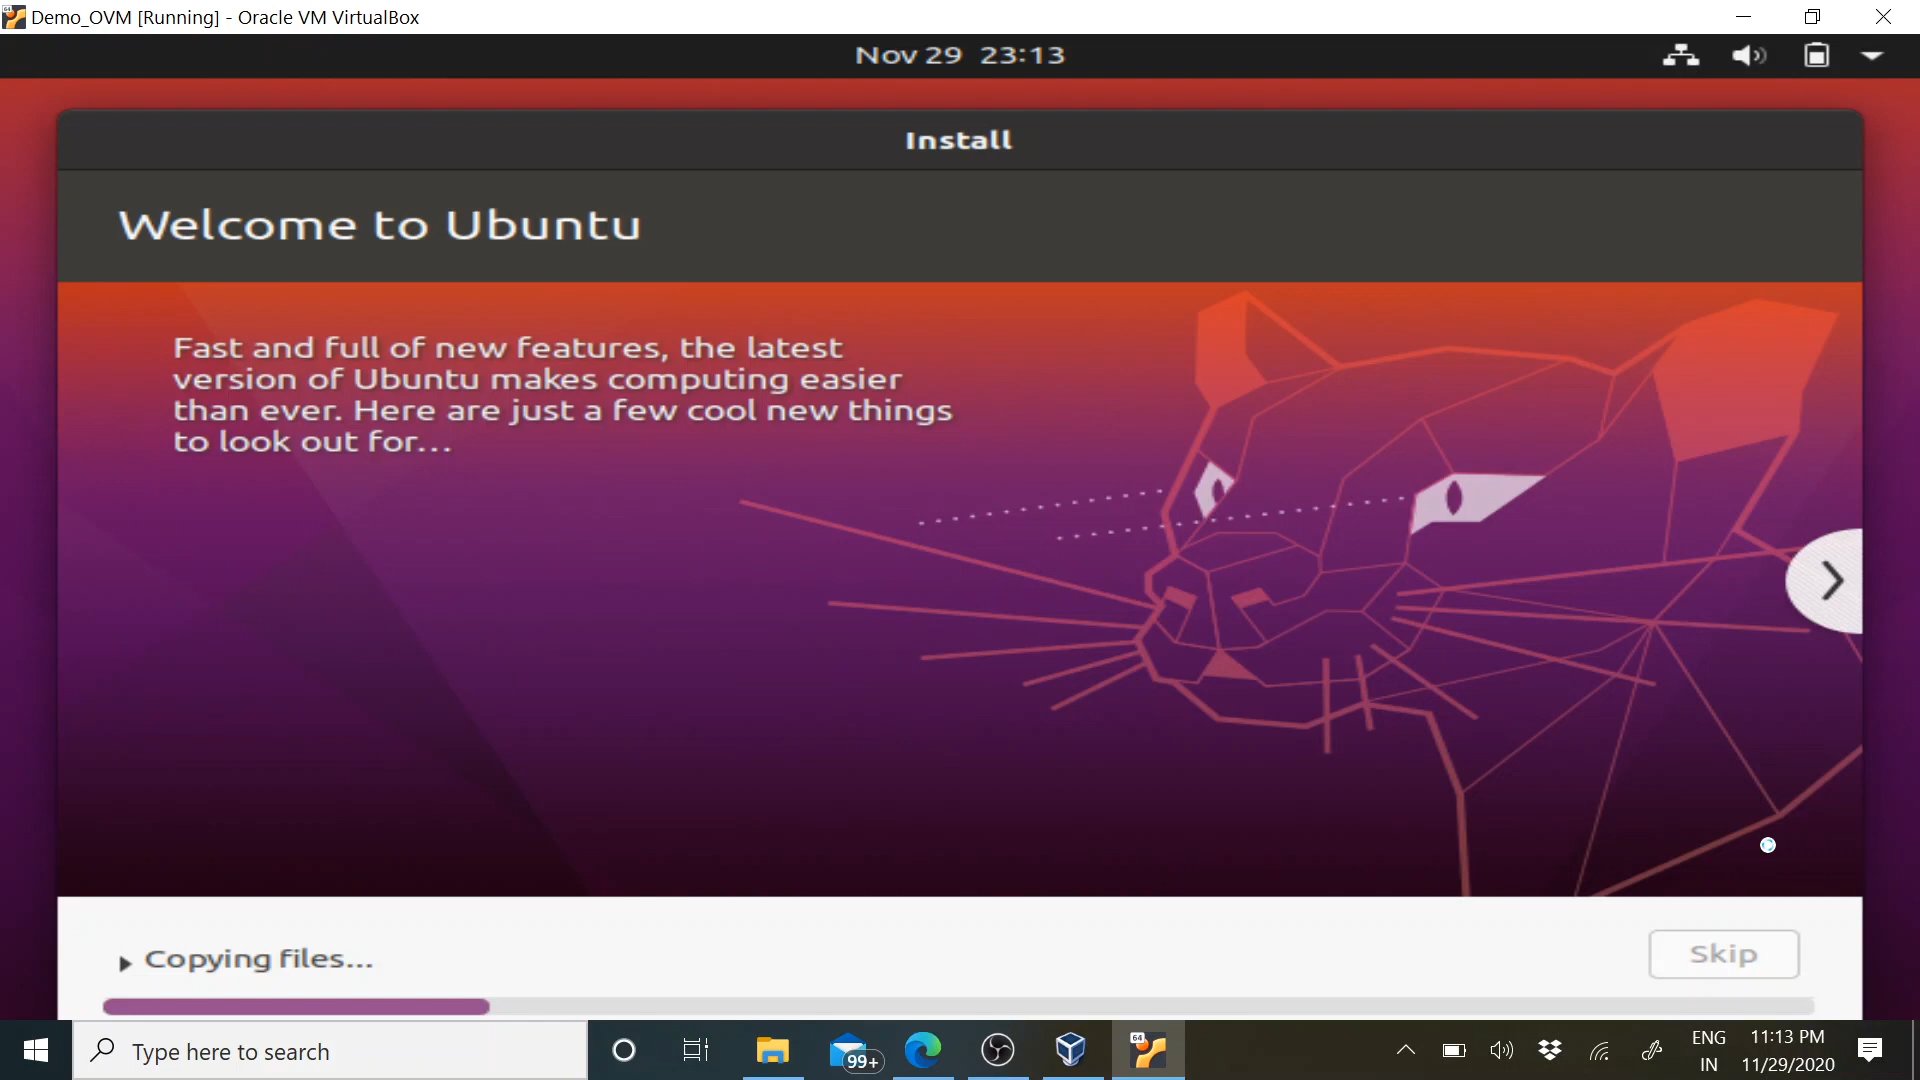 Demo_OVM [Running] - Oracle VM VirtualBox
Nov 29 23:13
Install
Welcome to Ubuntu
Fast and full of new features, the latest
version of Ubuntu makes computing easier
than ever. Here are just a few cool new things
to look out for...
Copying files...
Skip
Type here to search
99+
64
ENG
IN
11:13 PM
11/29/2020